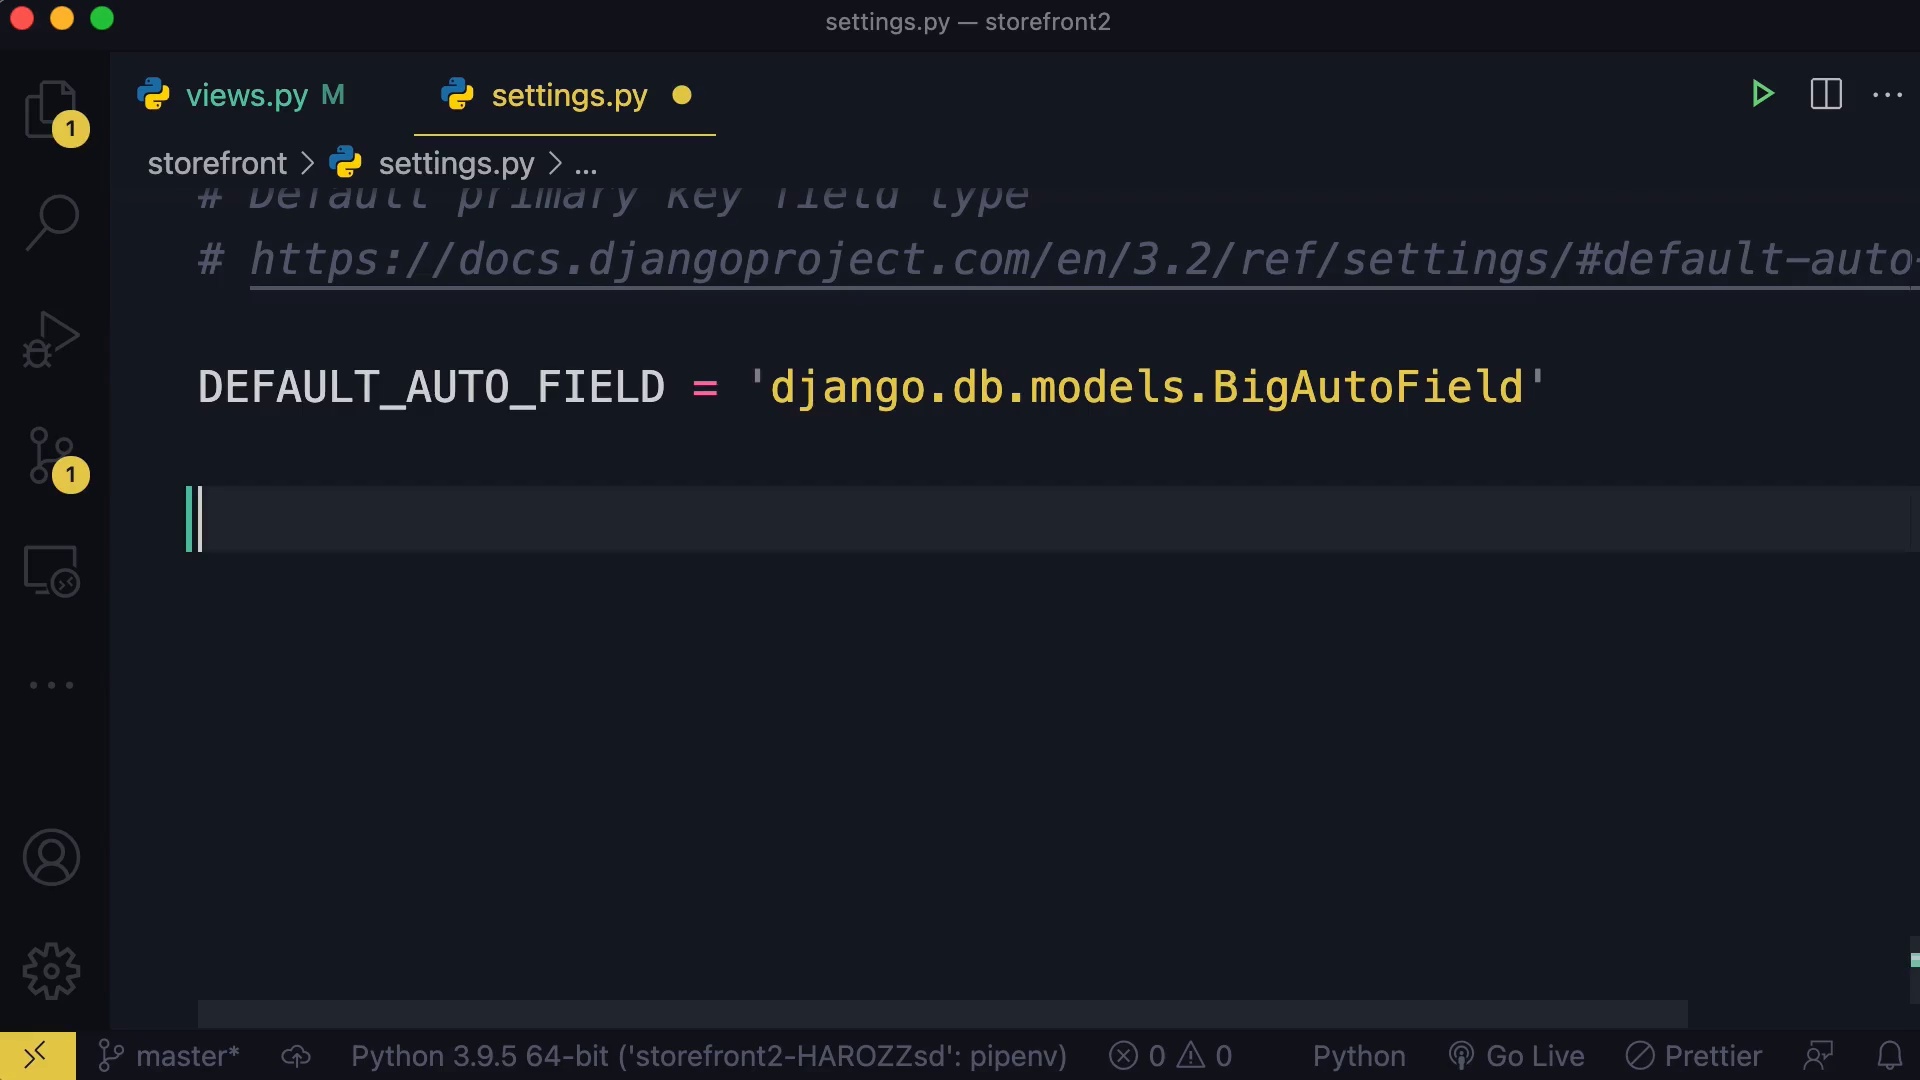 settings.py — storefront2
views.py M settings.py
storefront > settings.py > ...
# Default primary key field type
# https://docs.djangoproject.com/en/3.2/ref/settings/#default-auto-
DEFAULT_AUTO_FIELD = 'django.db.models.BigAutoField'
1
1
master* Python 3.9.5 64-bit ('storefront2-HAROZZsd': pipenv) 0 0 Python Go Live Prettier